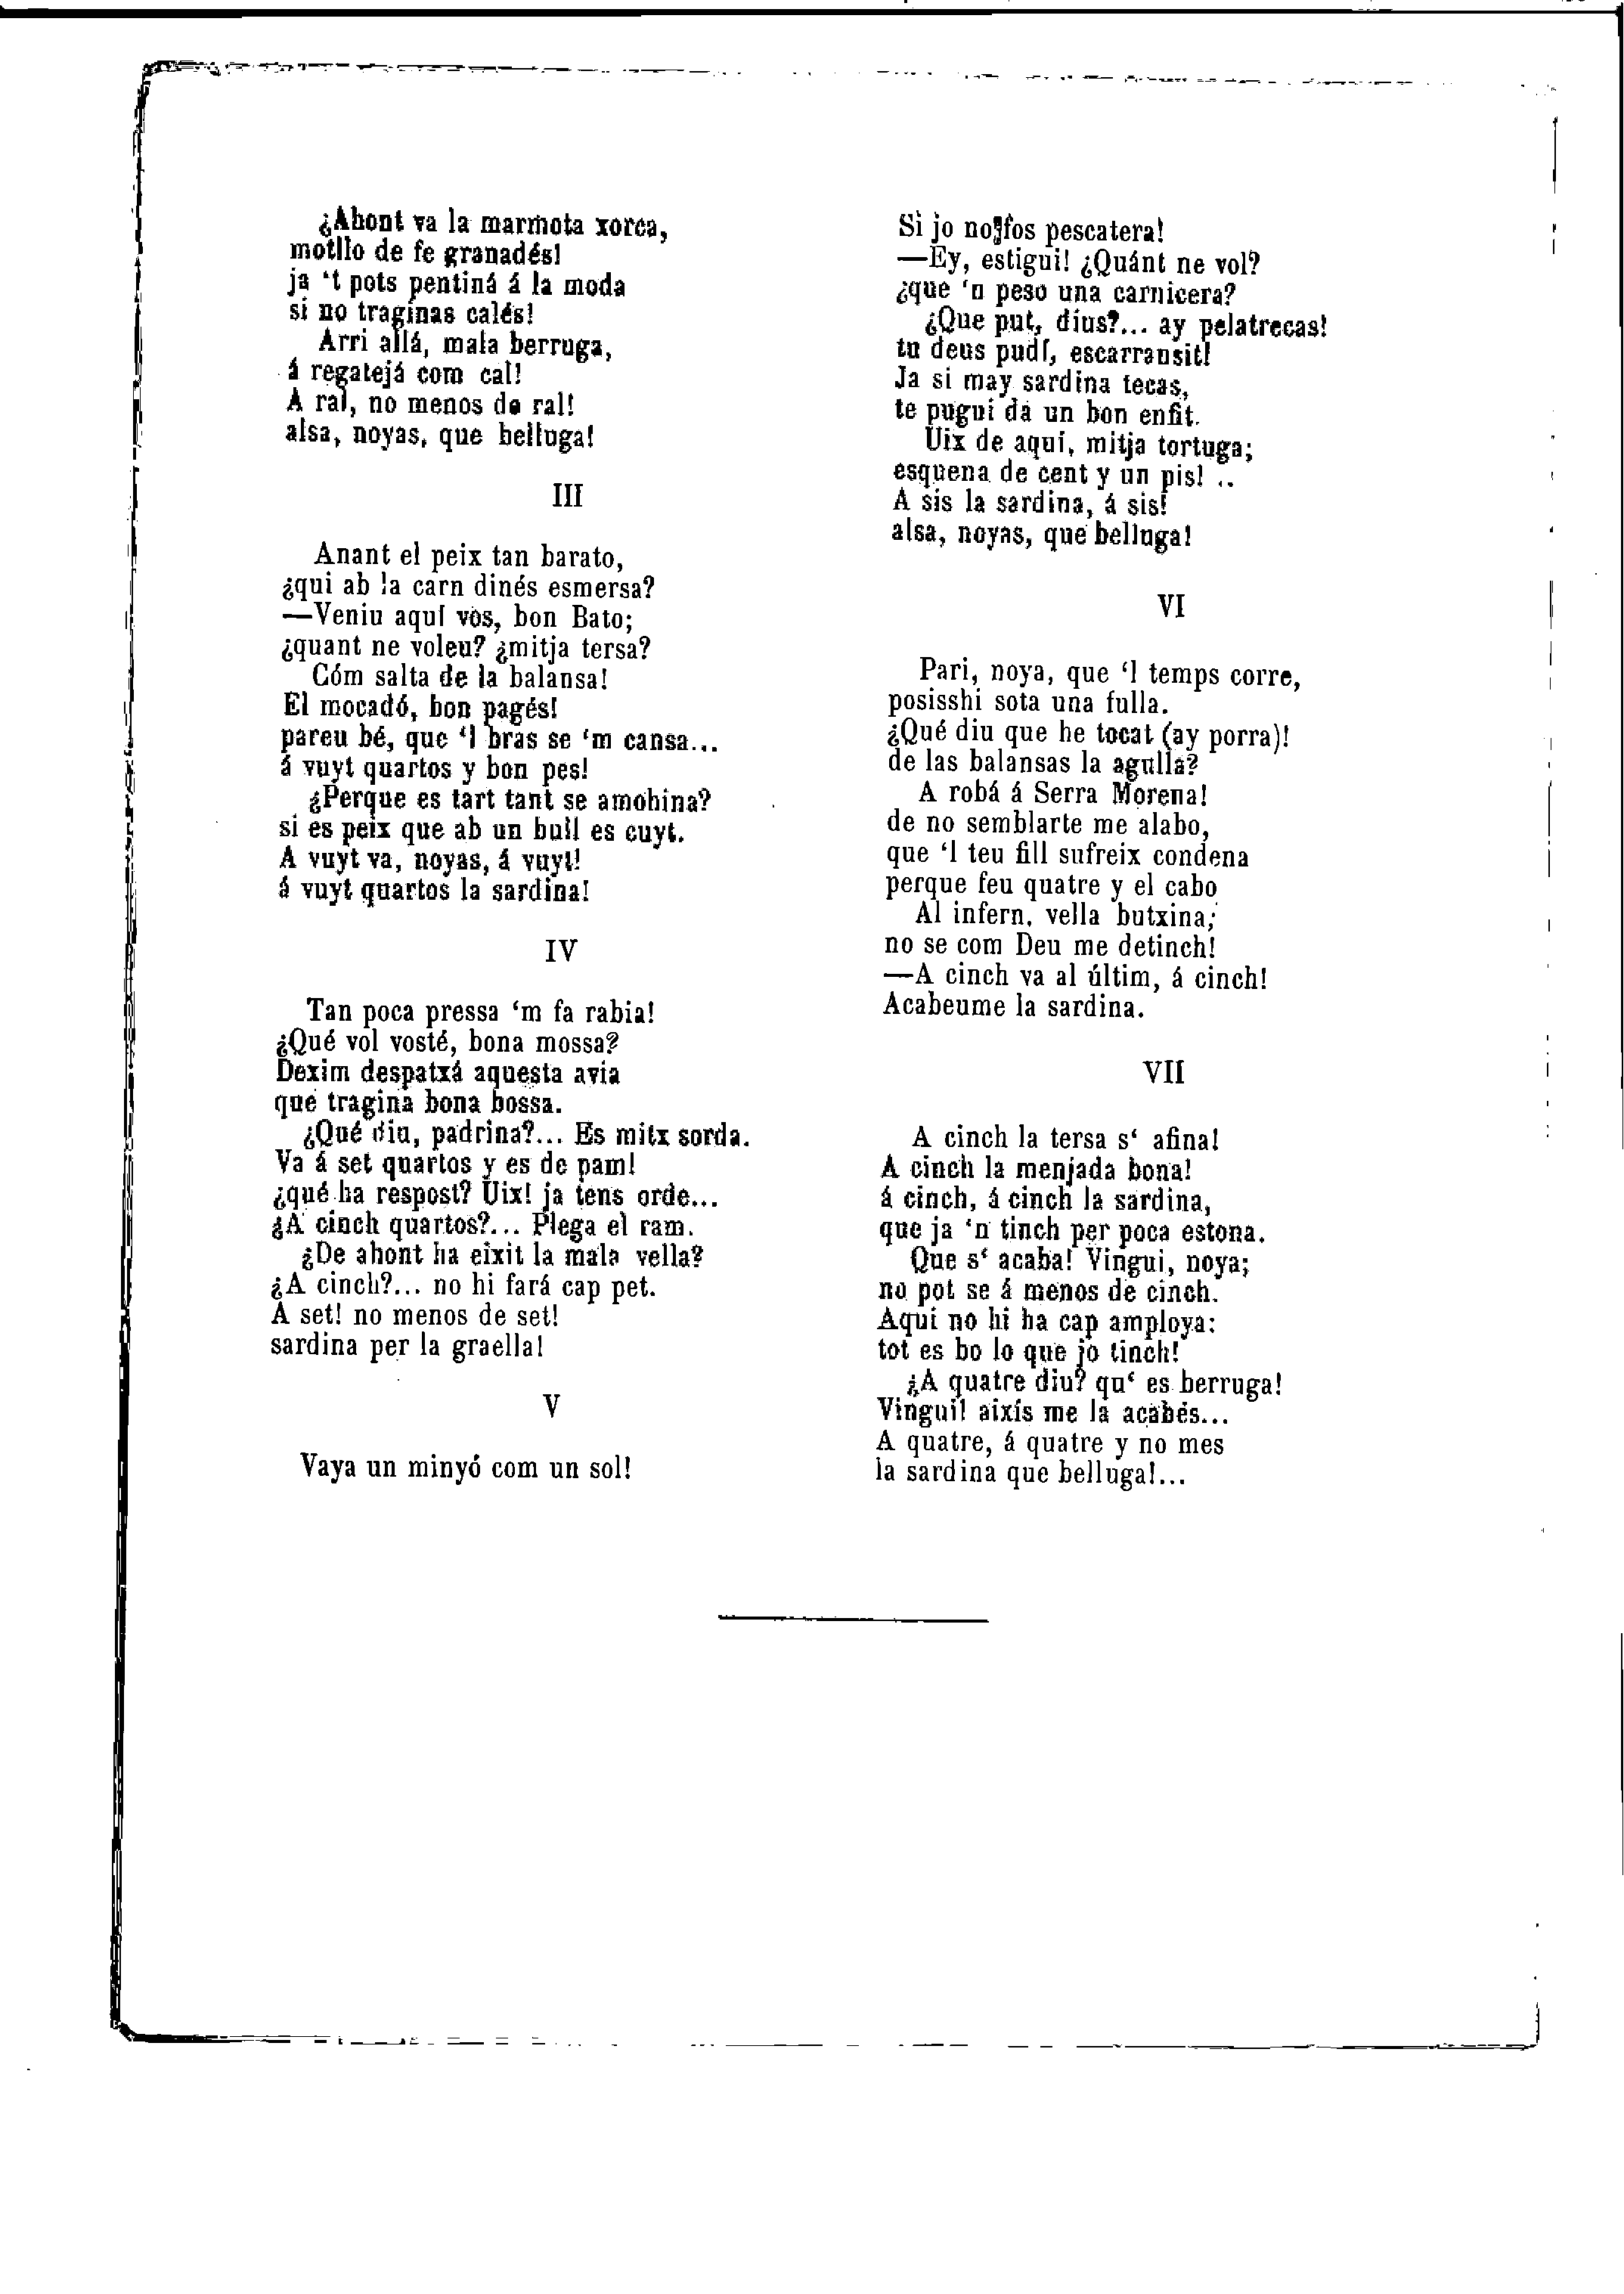 ¿Ahont va la marmota xorca,
motllo de fe granadés!
ja ‘t pots pentiná á la moda
si no traginas calés!
Arri allá, mala berruga,
á regatejá com cal!
A ral, no menos de ral!
alsa, noyas, que belluga!
III
Anant el peix tan barato,
¿qui ab la carn dinés esmersa?
—Veniu aquí vos, bon Bato;
¿quant ne voleu? ¿mitja tersa?
Cóm salta de la balansa!
El mocadó, bon pagés!
pareu bé, que ‘l bras se ‘m cansa...
á vuyt quartos y bon pes!
¿Perque es tart tant se amohina?
si es peix que ab un bull es cuyt.
A vuyt va, noyas, á vuyt!
á vuyt quartos la sardina!
IV
Tan poca pressa ‘m fa rabia!
¿Qué vol vosté, bona mossa?
Dexim despatxá aquesta avia
que tragina bona bossa.
¿Qué diu, padrina?... Es mitx sorda.
Va á set quartos y es de pam!
¿qué ha respost? Uix! ja tens orde...
¿A cinch quartos?... Plega el ram.
¿De ahont ha eixit la mala vella?
¿A cinch?... no hi fará cap pet.
A set! no menos de set!
sardina per la graella!
V
Vaya un minyó com un sol!
Si jo no fos pescatera!
—Ey, estigui! ¿Quánt ne vol?
¿que ‘n peso una carnicera?
¿Que put, dius?... ay pelatrecas!
tu deus pudí, escarransit!
Ja si may sardina tecas,
te pugui da un bon enfit.
Uix de aquí, mitja tortuga;
esquena de cent y un pis! ..
A sis la sardina, á sis!
alsa, noyas, que belluga!
VI
Pari, noya, que ‘l temps corre,
posisshi sota una fulla.
¿Qué diu que he tocat (ay porra)!
de las balansas la agulla?
A robá á Serra Morena!
de no semblarte me alabo,
que ‘l teu fill sufreix condena
perque feu quatre y el cabo
Al infern, vella butxina;
no se com Deu me detinch!
—A cinch va al últim, á cinch!
Acabeume la sardina.
VII
A cinch la tersa s‘ afina!
A cinch la menjada bona!
á cinch, á cinch la sardina,
que ja ‘n tinch per poca estona.
Que s‘ acaba! Vingui, noya;
no pot se á menos de cinch.
Aqui no hi ha cap amploya:
tot es bo lo que jo tinch!
¿A quatre diu? qu‘ es berruga!
Vingui! aixís me la acabés...
A quatre, á quatre y no mes
la sardina que belluga!...